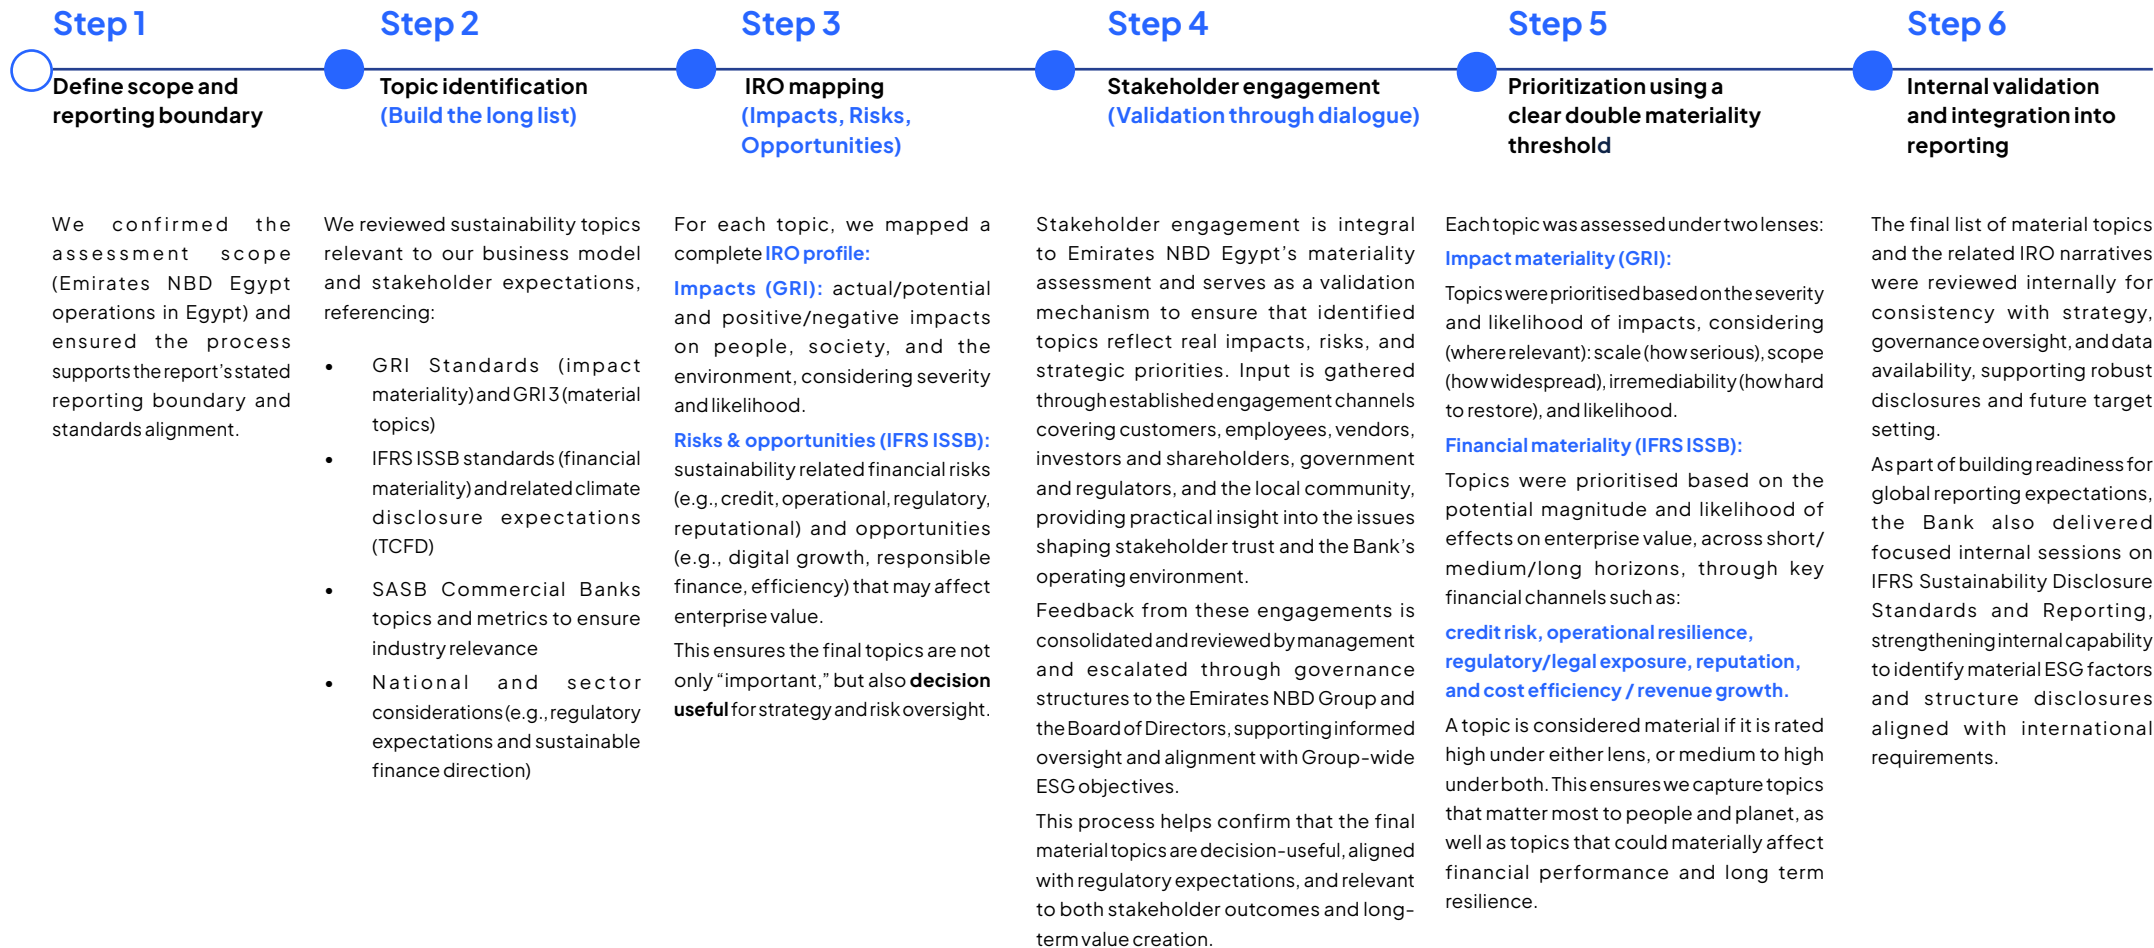 Step 1
Define scope and
reporting boundary
We confirmed the
assessment scope
(Emirates NBD Egypt
operations in Egypt) and
ensured the process
supports the report's stated
reporting boundary and
standards alignment.
Step 2
Topic identification
(Build the long list)
We reviewed sustainability topics
relevant to our business model
and stakeholder expectations,
referencing:
• GRI Standards (impact
materiality) and GRI 3 (material
topics)
• IFRS ISSB standards (financial
materiality) and related climate
disclosure expectations
(TCFD)
• SASB Commercial Banks
topics and metrics to ensure
industry relevance
• National and sector
considerations (e.g., regulatory
expectations and sustainable
finance direction)
Step 3
IRO mapping
(Impacts, Risks,
Opportunities)
For each topic, we mapped a
complete IRO profile:
Impacts (GRI): actual/potential
and positive/negative impacts
on people, society, and the
environment, considering severity
and likelihood.
Risks & opportunities (IFRS ISSB):
sustainability related financial risks
(e.g., credit, operational, regulatory,
reputational) and opportunities
(e.g., digital growth, responsible
finance, efficiency) that may affect
enterprise value.
This ensures the final topics are not
only “important,” but also decision
useful for strategy and risk oversight.
Step 4
Stakeholder engagement
(Validation through dialogue)
Stakeholder engagement is integral
to Emirates NBD Egypt's materiality
assessment and serves as a validation
mechanism to ensure that identified
topics reflect real impacts, risks, and
strategic priorities. Input is gathered
through established engagement channels
covering customers, employees, vendors,
investors and shareholders, government
and regulators, and the local community,
providing practical insight into the issues
shaping stakeholder trust and the Bank's
operating environment.
Feedback from these engagements is
consolidated and reviewed by management
and escalated through governance
structures to the Emirates NBD Group and
the Board of Directors, supporting informed
oversight and alignment with Group-wide
ESG objectives.
This process helps confirm that the final
material topics are decision-useful, aligned
with regulatory expectations, and relevant
to both stakeholder outcomes and long-
term value creation.
Step 5
Prioritization using a
clear double materiality
threshold
Each topic was assessed under two lenses:
Impact materiality (GRI):
Topics were prioritised based on the severity
and likelihood of impacts, considering
(where relevant): scale (how serious), scope
(how widespread), irremediability (how hard
to restore), and likelihood.
Financial materiality (IFRS ISSB):
Topics were prioritised based on the
potential magnitude and likelihood of
effects on enterprise value, across short/
medium/long horizons, through key
financial channels such as:
credit risk, operational resilience,
regulatory/legal exposure, reputation,
and cost efficiency / revenue growth.
A topic is considered material if it is rated
high under either lens, or medium to high
under both. This ensures we capture topics
that matter most to people and planet, as
well as topics that could materially affect
financial performance and long term
resilience.
Step 6
Internal validation
and integration into
reporting
The final list of material topics
and the related IRO narratives
were reviewed internally for
consistency with strategy,
governance oversight, and data
availability, supporting robust
disclosures and future target
setting.
As part of building readiness for
global reporting expectations,
the Bank also delivered
focused internal sessions on
IFRS Sustainability Disclosure
Standards and Reporting,
strengthening internal capability
to identify material ESG factors
and structure disclosures
aligned with international
requirements.